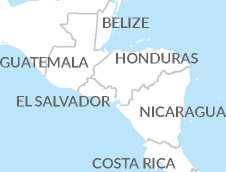 BELIZE
GUATEMALA
HONDURAS
EL SALVADOR
NICARAGUA
COSTA RICA